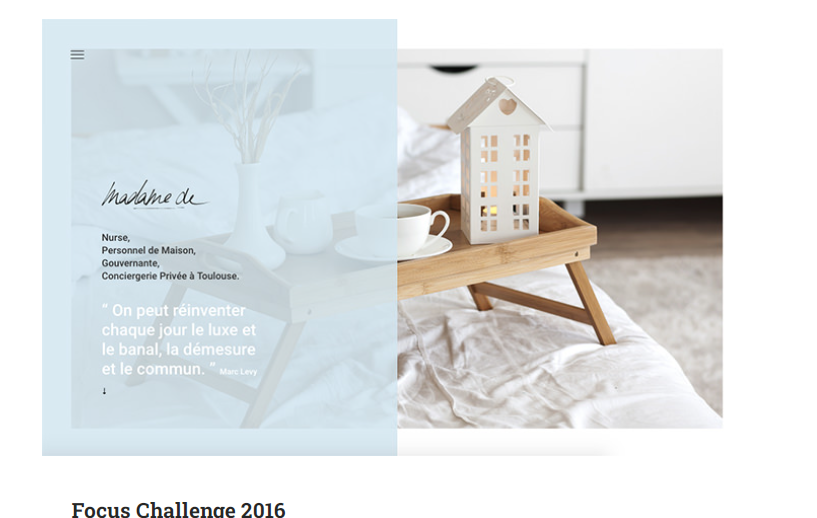 madame de
Nurse,
Personnel de Maison,
Gouvernante,
Conciergerie Privée à Toulouse.
“ On peut réinventer
chaque jour le luxe et
le banal, la démesure
et le commun. ” Marc Levy
↓
Focus Challenge 2016